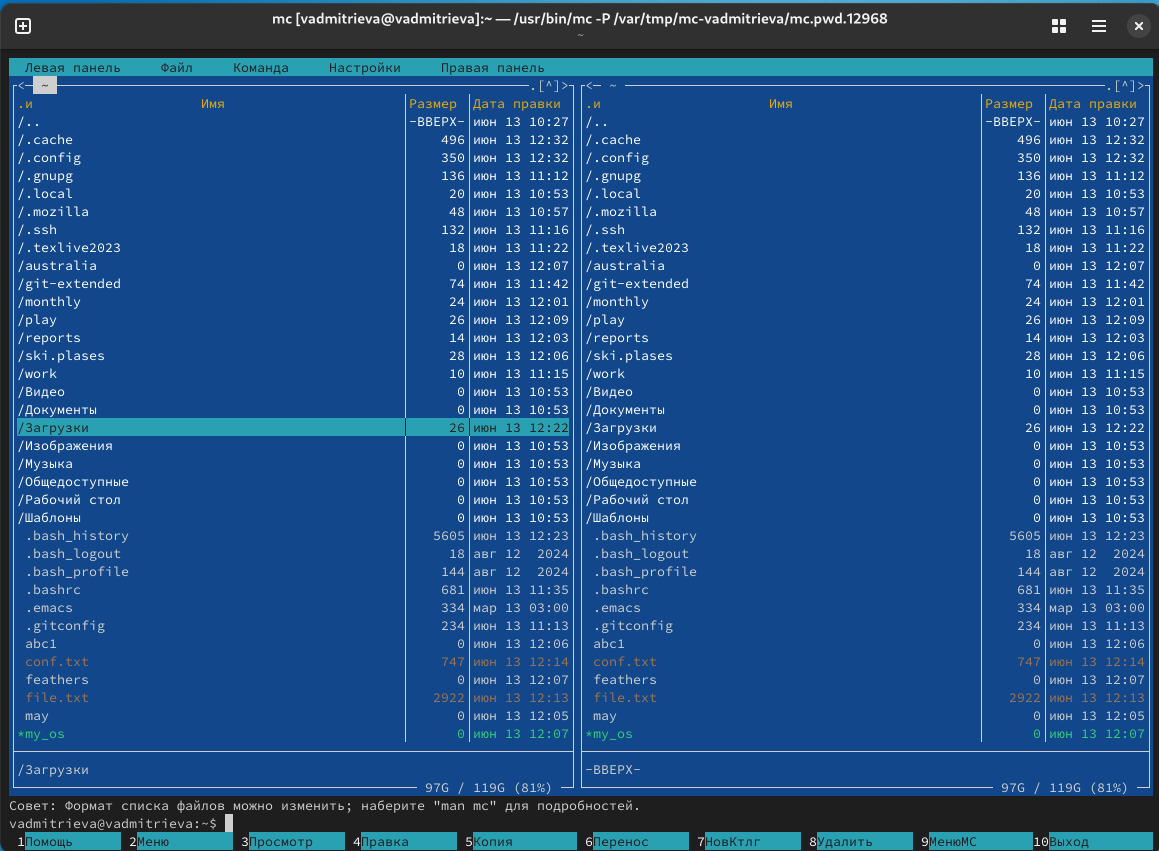 mc [vadmitrieva@vadmitrieva]:~ — /usr/bin/mc -P /var/tmp/mc-vadmitrieva/mc.pwd.12968
~
Левая панель Файл Команда Настройки Правая панель
<— ~ .[^]> <— ~ .[^]>
.и Имя Размер Дата правки .и Имя Размер Дата правки
/.. -ВВЕРХ- июн 13 10:27 /.. -ВВЕРХ- июн 13 10:27
/.cache 496 июн 13 12:32 /.cache 496 июн 13 12:32
/.config 350 июн 13 12:32 /.config 350 июн 13 12:32
/.gnupg 136 июн 13 11:12 /.gnupg 136 июн 13 11:12
/.local 20 июн 13 10:53 /.local 20 июн 13 10:53
/.mozilla 48 июн 13 10:57 /.mozilla 48 июн 13 10:57
/.ssh 132 июн 13 11:16 /.ssh 132 июн 13 11:16
/.texlive2023 18 июн 13 11:22 /.texlive2023 18 июн 13 11:22
/australia 0 июн 13 12:07 /australia 0 июн 13 12:07
/git-extended 74 июн 13 11:42 /git-extended 74 июн 13 11:42
/monthly 24 июн 13 12:01 /monthly 24 июн 13 12:01
/play 26 июн 13 12:09 /play 26 июн 13 12:09
/reports 14 июн 13 12:03 /reports 14 июн 13 12:03
/ski.plases 28 июн 13 12:06 /ski.plases 28 июн 13 12:06
/work 10 июн 13 11:15 /work 10 июн 13 11:15
/Видео 0 июн 13 10:53 /Видео 0 июн 13 10:53
/Документы 0 июн 13 10:53 /Документы 0 июн 13 10:53
/Загрузки 26 июн 13 12:22 /Загрузки 26 июн 13 12:22
/Изображения 0 июн 13 10:53 /Изображения 0 июн 13 10:53
/Музыка 0 июн 13 10:53 /Музыка 0 июн 13 10:53
/Общедоступные 0 июн 13 10:53 /Общедоступные 0 июн 13 10:53
/Рабочий стол 0 июн 13 10:53 /Рабочий стол 0 июн 13 10:53
/Шаблоны 0 июн 13 10:53 /Шаблоны 0 июн 13 10:53
.bash_history 5605 июн 13 12:23 .bash_history 5605 июн 13 12:23
.bash_logout 18 авг 12 2024 .bash_logout 18 авг 12 2024
.bash_profile 144 авг 12 2024 .bash_profile 144 авг 12 2024
.bashrc 681 июн 13 11:35 .bashrc 681 июн 13 11:35
.emacs 334 мар 13 03:00 .emacs 334 мар 13 03:00
.gitconfig 234 июн 13 11:13 .gitconfig 234 июн 13 11:13
abc1 0 июн 13 12:06 abc1 0 июн 13 12:06
conf.txt 747 июн 13 12:14 conf.txt 747 июн 13 12:14
feathers 0 июн 13 12:07 feathers 0 июн 13 12:07
file.txt 2922 июн 13 12:13 file.txt 2922 июн 13 12:13
may 0 июн 13 12:05 may 0 июн 13 12:05
*my_os 0 июн 13 12:07 *my_os 0 июн 13 12:07
/Загрузки -ВВЕРХ-
97G / 119G (81%) 97G / 119G (81%)
Совет: Формат списка файлов можно изменить; наберите "man mc" для подробностей.
vadmitrieva@vadmitrieva:~$
1Помощь 2Меню 3Просмотр 4Правка 5Копия 6Перенос 7НовКтлг 8Удалить 9МенюMC 10Выход